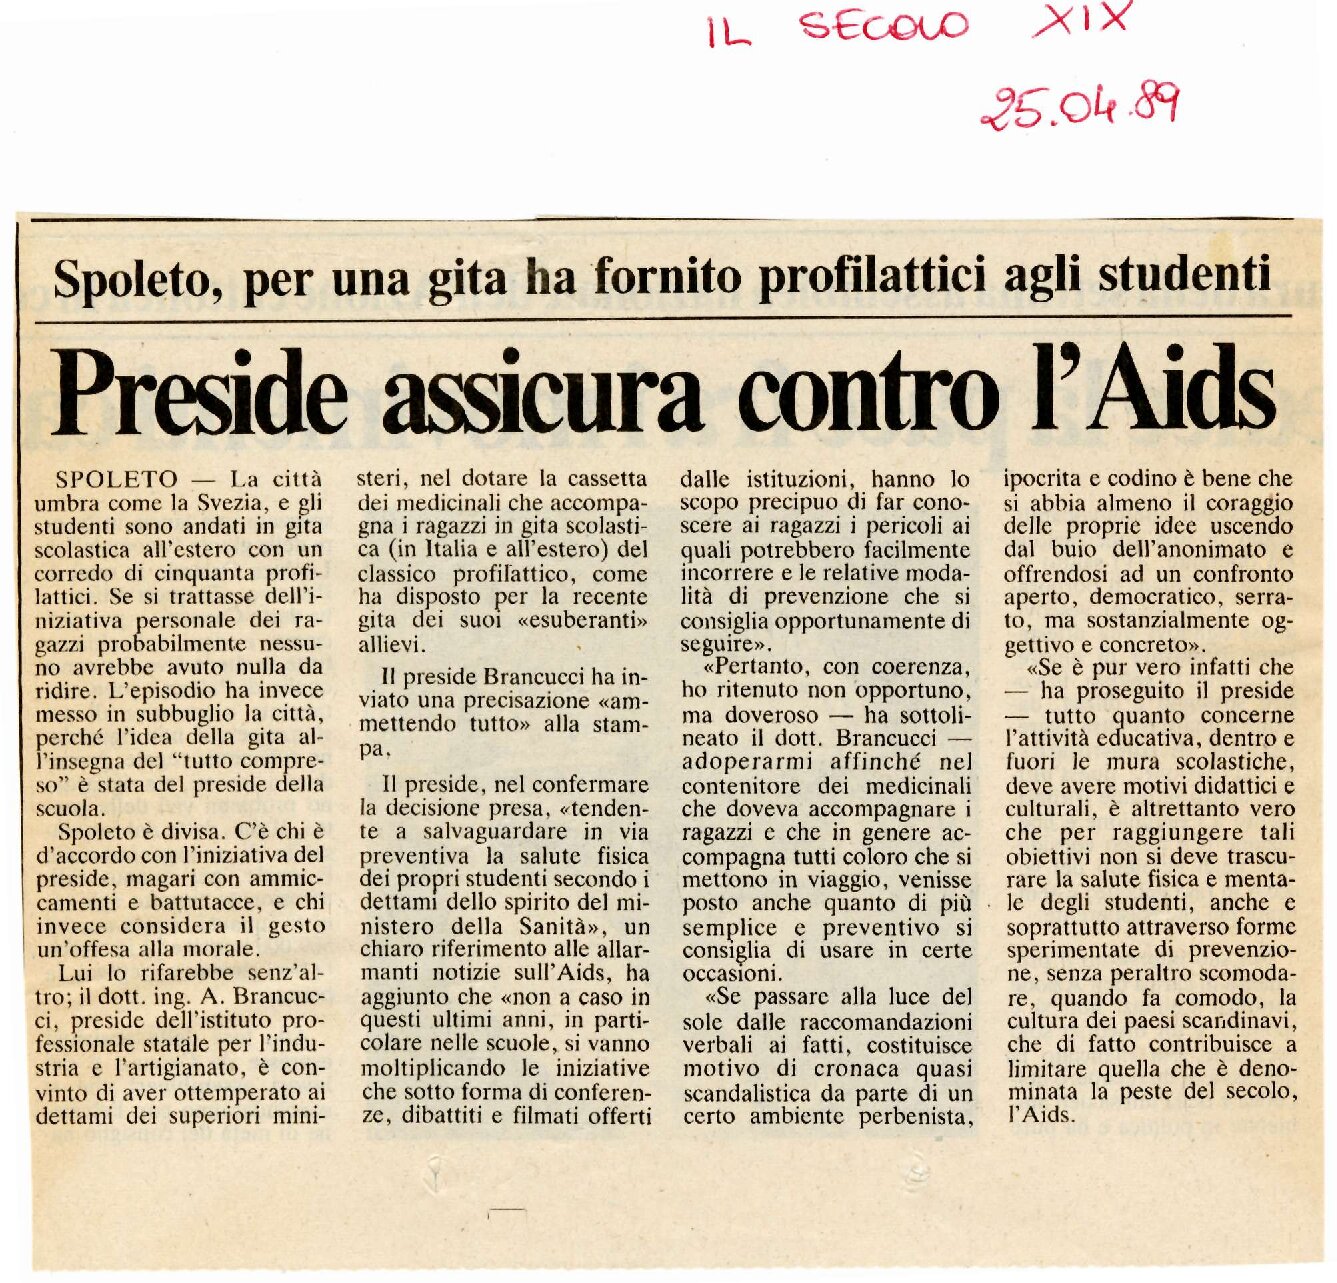 IL SECOLO XIX
25.04.89
Spoleto, per una gita ha fornito profilattici agli studenti
Preside assicura contro l'Aids
SPOLETO — La città
umbra come la Svezia, e gli
studenti sono andati in gita
scolastica all'estero con un
corredo di cinquanta profi-
lattici. Se si trattasse dell'i-
niziativa personale dei ra-
gazzi probabilmente nessu-
no avrebbe avuto nulla da
ridire. L'episodio ha invece
messo in subbuglio la città,
perché l'idea della gita al-
l'insegna del "tutto compre-
so" è stata del preside della
scuola.
Spoleto è divisa. C'è chi è
d'accordo con l'iniziativa del
preside, magari con ammic-
camenti e battutacce, e chi
invece considera il gesto
un'offesa alla morale.
Lui lo rifarebbe senz'al-
tro; il dott. ing. A. Brancuc-
ci, preside dell'istituto pro-
fessionale statale per l'indu-
stria e l'artigianato, è con-
vinto di aver ottemperato ai
dettami dei superiori mini-
steri, nel dotare la cassetta
dei medicinali che accompa-
gna i ragazzi in gita scolasti-
ca (in Italia e all'estero) del
classico profilattico, come
ha disposto per la recente
gita dei suoi «esuberanti»
allievi.
Il preside Brancucci ha in-
viato una precisazione «am-
mettendo tutto» alla stam-
pa.
Il preside, nel confermare
la decisione presa, «tenden-
te a salvaguardare in via
preventiva la salute fisica
dei propri studenti secondo i
dettami dello spirito del mi-
nistero della Sanità», un
chiaro riferimento alle allar-
manti notizie sull'Aids, ha
aggiunto che «non a caso in
questi ultimi anni, in parti-
colare nelle scuole, si vanno
moltiplicando le iniziative
che sotto forma di conferen-
ze, dibattiti e filmati offerti
dalle istituzioni, hanno lo
scopo precipuo di far cono-
scere ai ragazzi i pericoli ai
quali potrebbero facilmente
incorrere e le relative moda-
lità di prevenzione che si
consiglia opportunamente di
seguire».
«Pertanto, con coerenza,
ho ritenuto non opportuno,
ma doveroso — ha sottoli-
neato il dott. Brancucci —
adoperarmi affinché nel
contenitore dei medicinali
che doveva accompagnare i
ragazzi e che in genere ac-
compagna tutti coloro che si
mettono in viaggio, venisse
posto anche quanto di più
semplice e preventivo si
consiglia di usare in certe
occasioni.
«Se passare alla luce del
sole dalle raccomandazioni
verbali ai fatti, costituisce
motivo di cronaca quasi
scandalistica da parte di un
certo ambiente perbenista,
ipocrita e codino è bene che
si abbia almeno il coraggio
delle proprie idee uscendo
dal buio dell'anonimato e
offrendosi ad un confronto
aperto, democratico, serra-
to, ma sostanzialmente og-
gettivo e concreto».
«Se è pur vero infatti che
— ha proseguito il preside
— tutto quanto concerne
l'attività educativa, dentro e
fuori le mura scolastiche,
deve avere motivi didattici e
culturali, è altrettanto vero
che per raggiungere tali
obiettivi non si deve trascu-
rare la salute fisica e menta-
le degli studenti, anche e
soprattutto attraverso forme
sperimentate di prevenzio-
ne, senza peraltro scomoda-
re, quando fa comodo, la
cultura dei paesi scandinavi,
che di fatto contribuisce a
limitare quella che è deno-
minata la peste del secolo,
l'Aids.